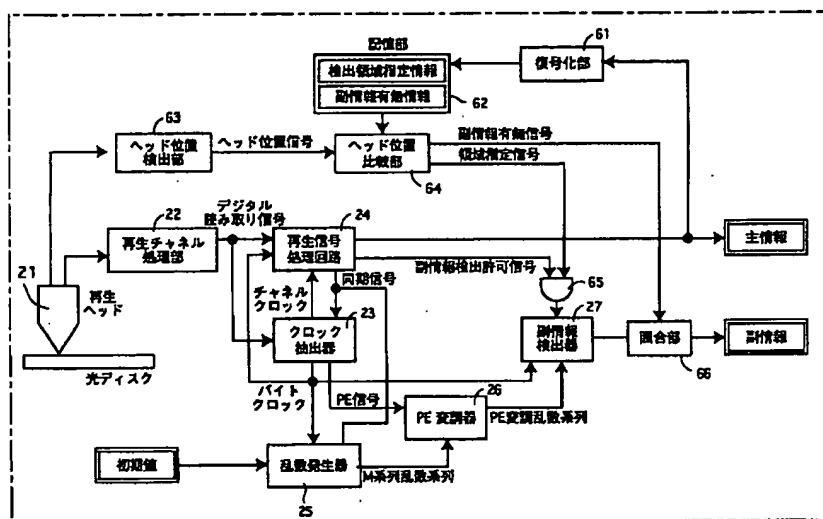 記憶部
検出領域指定情報
副情報有無情報
62
61
復号化部
63
ヘッド位置
検出部
ヘッド位置信号
ヘッド位置
比較部
64
副情報有無信号
領域指定信号
デジタル
読み取り信号
22
再生チャネル
処理部
24
再生信号
処理回路
主情報
副情報検出許可信号
65
21
再生
ヘッド
光ディスク
チャネル
クロック
同期信号
23
クロック
抽出器
27
副情報
検出器
照合部
66
副情報
バイト
クロック
PE信号
26
PE 変調器
PE変調乱数系列
初期値
乱数発生器
25
M系列乱数系列